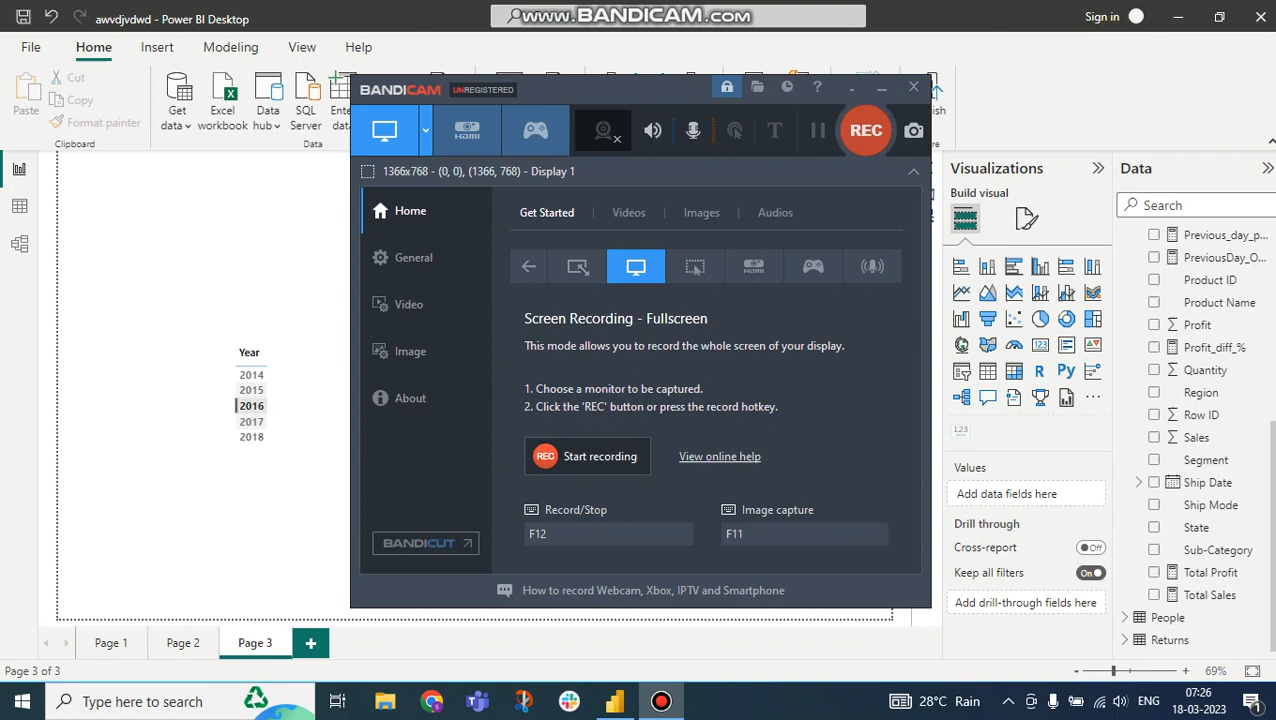 awvdjvdwd - Power BI Desktop
www.BANDICAM.com
Sign in
File
Home
Insert
Modeling
View
Help
Paste
Cut
Copy
Format painter
Clipboard
Get data
Excel workbook
Data hub
SQL Server
Data
BANDICAM
UNREGISTERED
HDMI
REC
1366x768 - (0, 0), (1366, 768) - Display 1
Home
General
Video
Image
About
BANDICUT
Get Started
Videos
Images
Audios
HDMI
Screen Recording - Fullscreen
This mode allows you to record the whole screen of your display.
1. Choose a monitor to be captured.
2. Click the 'REC' button or press the record hotkey.
REC
Start recording
View online help
Record/Stop
Image capture
F12
F11
How to record Webcam, Xbox, IPTV and Smartphone
Year
2014
2015
2016
2017
2018
Visualizations
Build visual
R
Py
123
Values
Add data fields here
Drill through
Cross-report
Off
Keep all filters
On
Add drill-through fields here
Data
Search
Previous_day_p...
PreviousDay_O...
Product ID
Product Name
Profit
Profit_diff_%
Quantity
Region
Row ID
Sales
Segment
Ship Date
Ship Mode
State
Sub-Category
Total Profit
Total Sales
People
Returns
Page 1
Page 2
Page 3
Page 3 of 3
69%
Type here to search
28°C Rain
ENG
07:26
18-03-2023
1